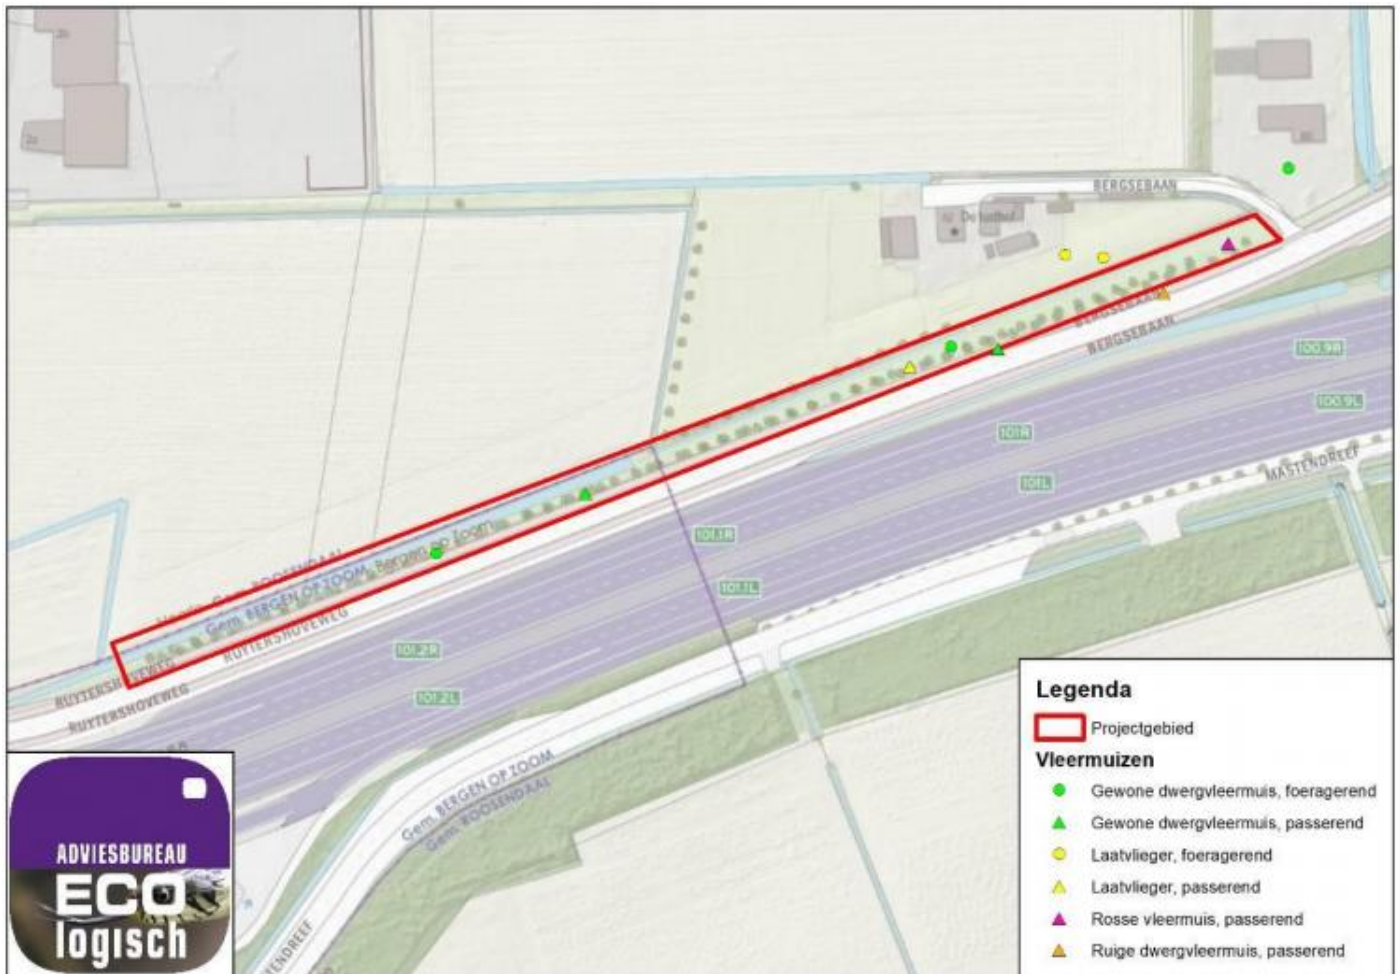 2a
BERGSEBAAN
BERGSEBAAN
BERGSEBAAN
100.9R
100.9L
101R
101L
MASTENDREEF
101.1R
101.1L
Gem. ROOSENDAAL
Gem. BERGEN OP ZOOM, Bergen op Zoom
RUYTERSHOVEWEG
RUYTERSHOVEWEG
RUYTERSHOVEWEG
101.2R
101.2L
Gem. BERGEN OP ZOOM
Gem. ROOSENDAAL
ADVIESBUREAU
ECO
logisch
Legenda
Projectgebied
Vleermuizen
Gewone dwergvleermuis, foeragerend
Gewone dwergvleermuis, passerend
Laatvlieger, foeragerend
Laatvlieger, passerend
Rosse vleermuis, passerend
Ruige dwergvleermuis, passerend